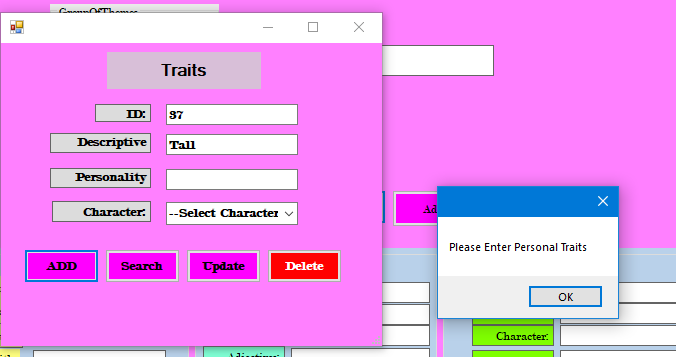 GroupOfThemes
Traits
ID: 37
Descriptive Tall
Personality
Character: --Select Character
ADD Search Update Delete
Please Enter Personal Traits
OK
Character:
Adjective: